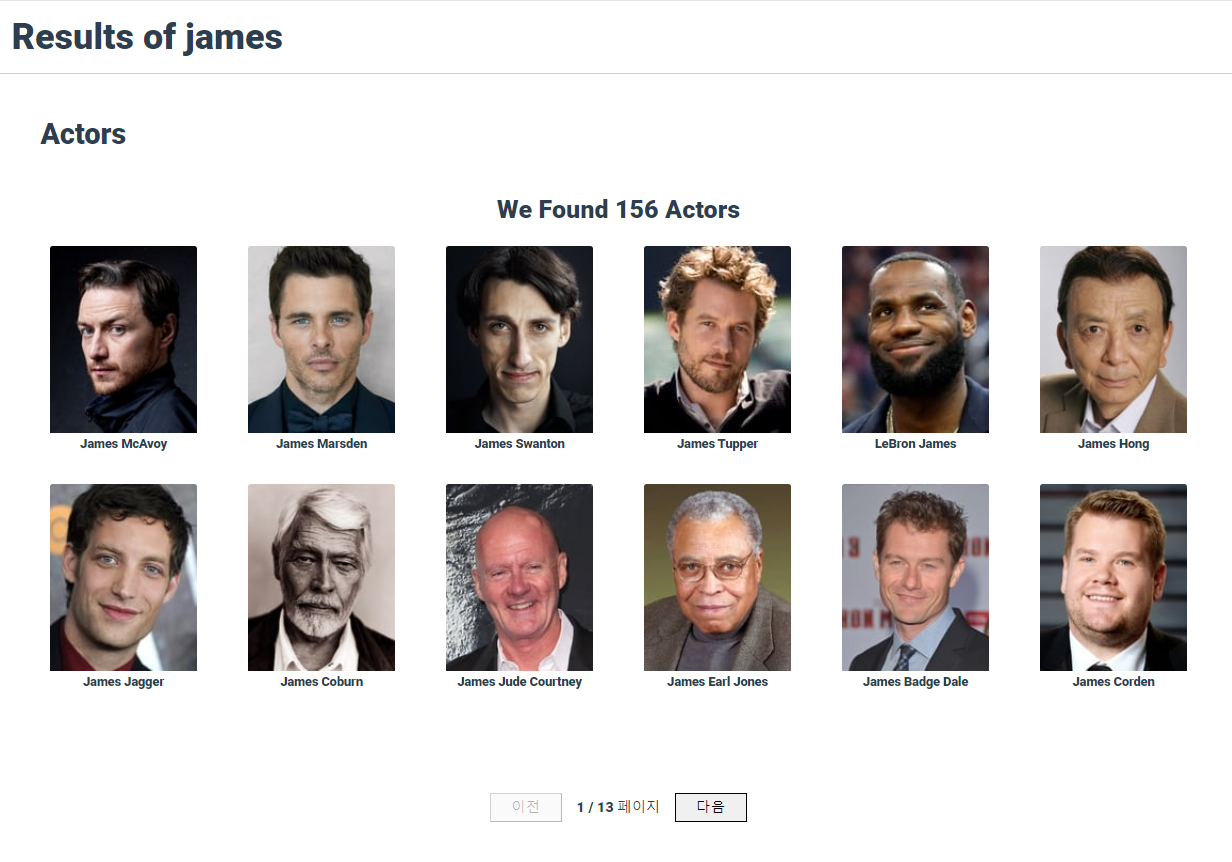 Results of james
Actors
We Found 156 Actors
James McAvoy
James Marsden
James Swanton
James Tupper
LeBron James
James Hong
James Jagger
James Coburn
James Jude Courtney
James Earl Jones
James Badge Dale
James Corden
이전 1 / 13 페이지 다음